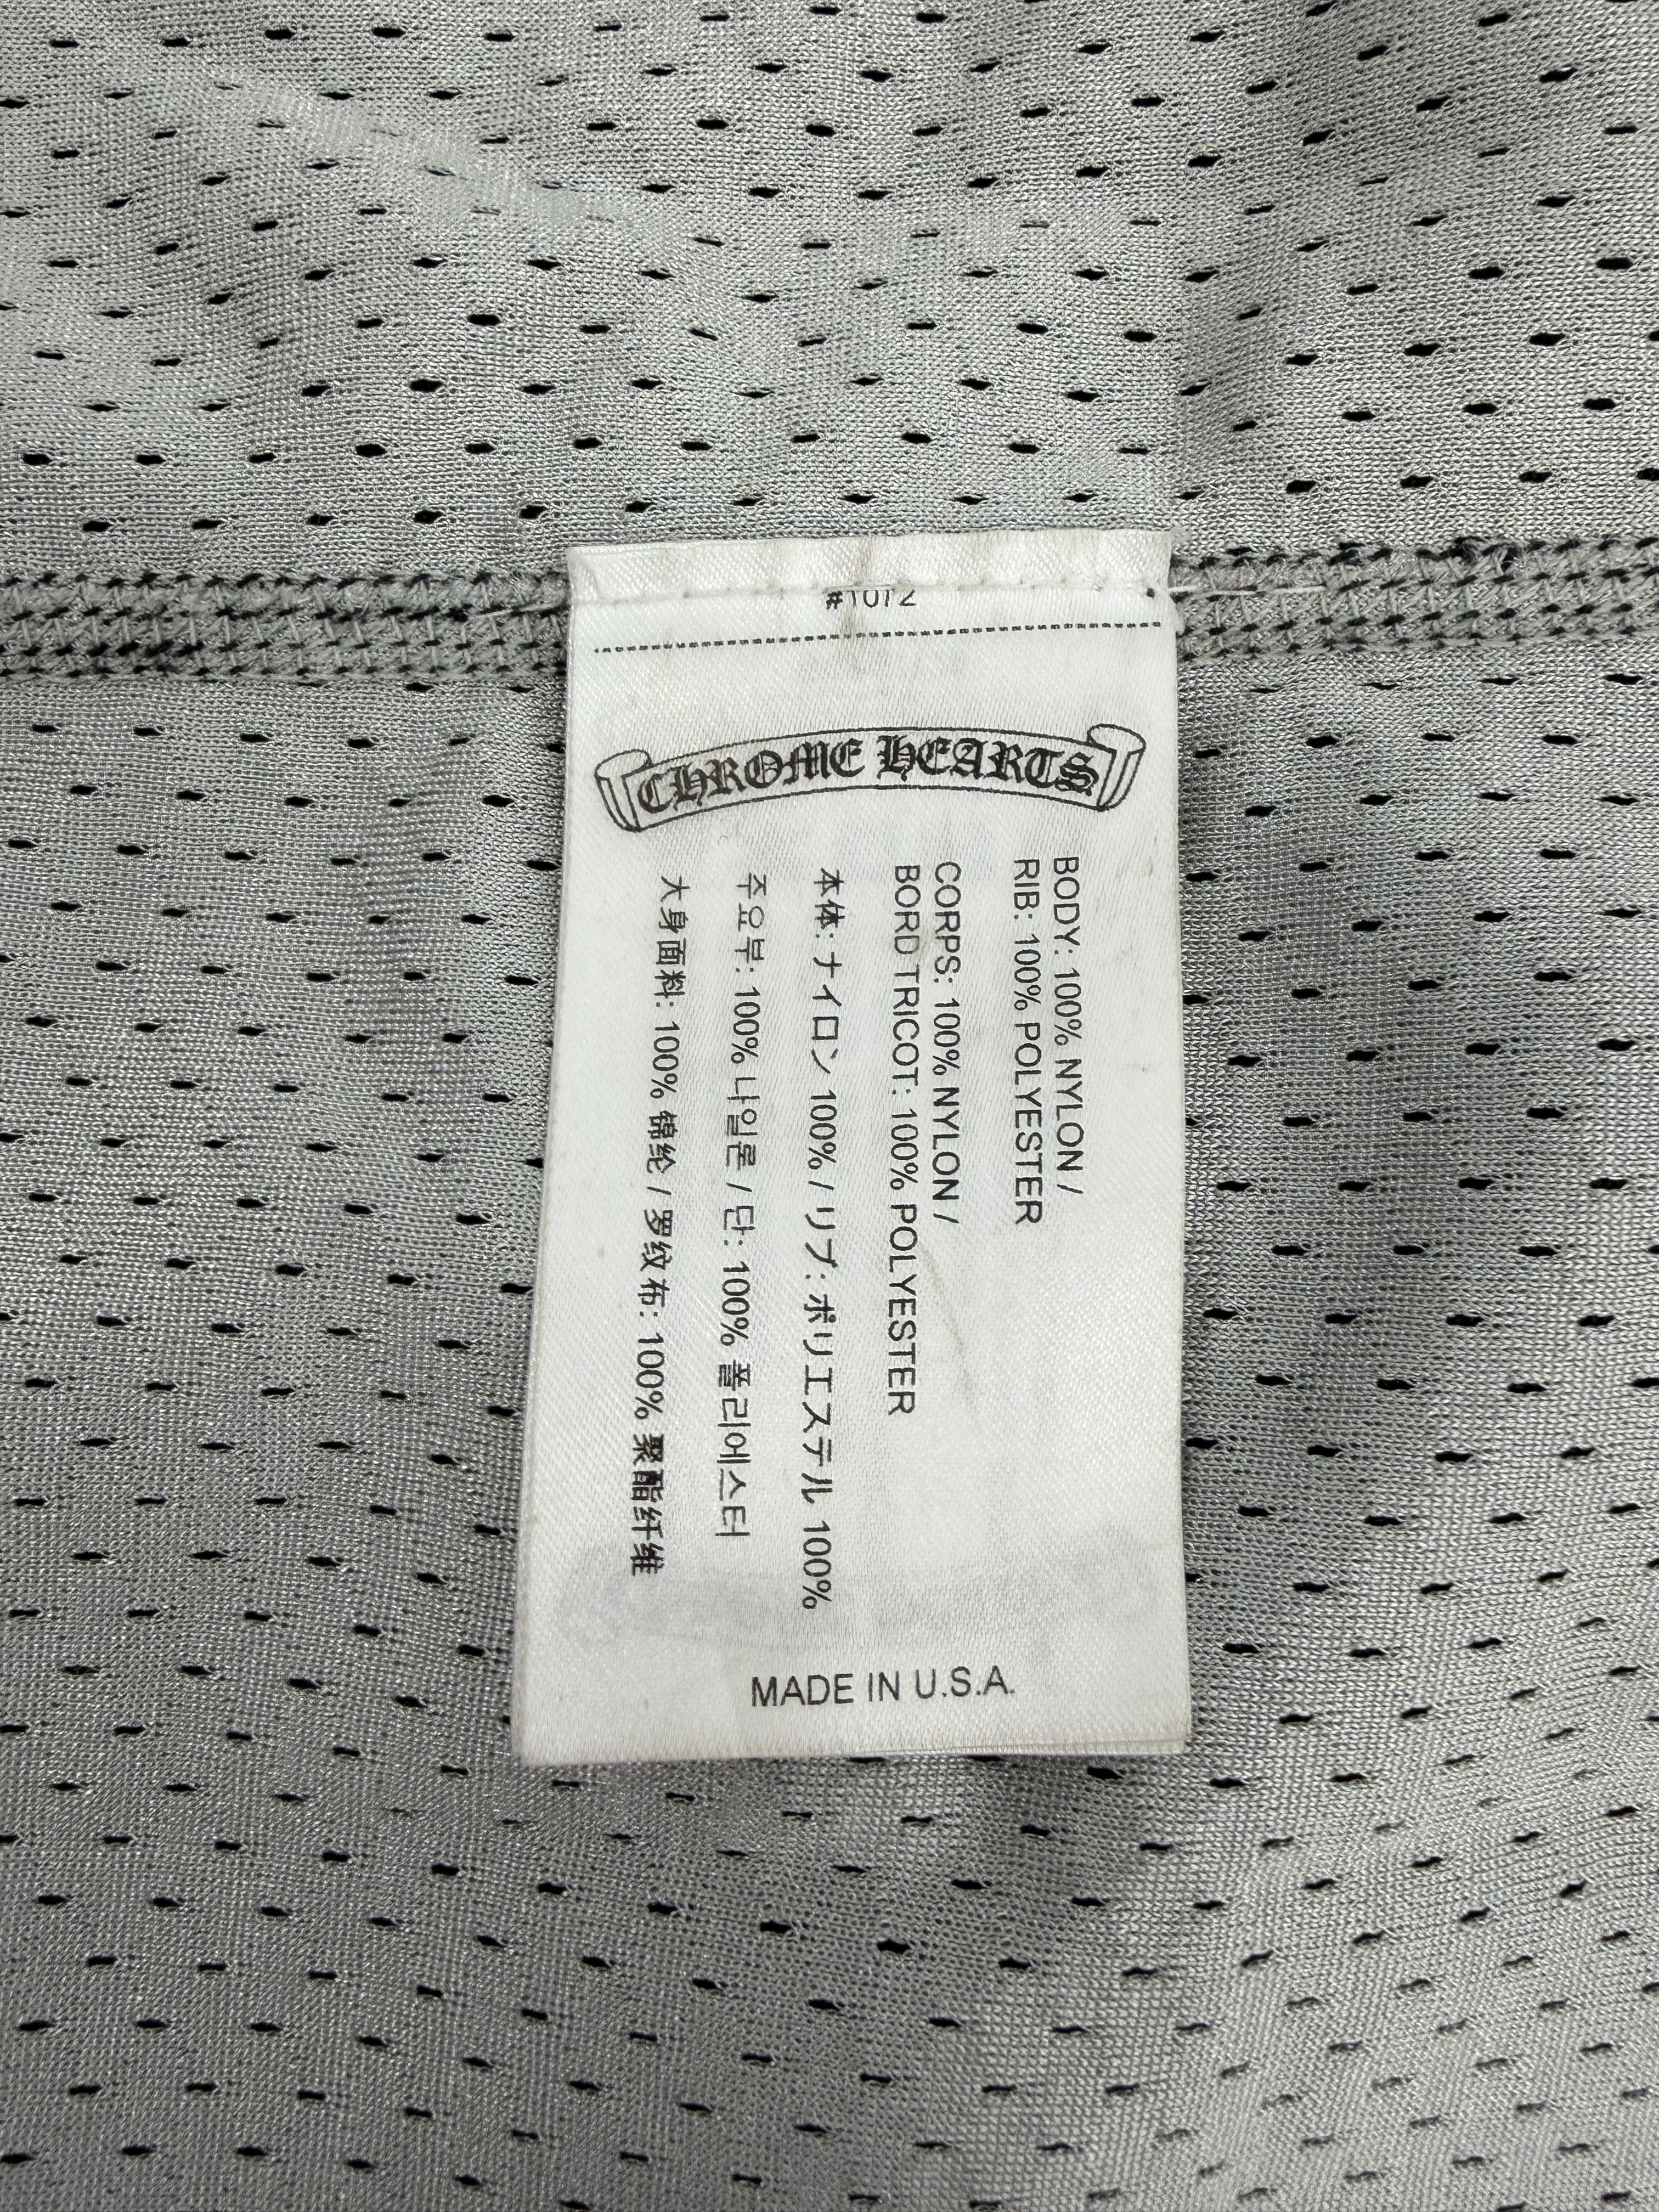 #1072
CHROME HEARTS
BODY: 100% NYLON /
RIB: 100% POLYESTER
CORPS: 100% NYLON /
BORD TRICOT: 100% POLYESTER
本体: ナイロン 100% / リブ: ポリエステル 100%
주요부: 100% 나일론 / 단: 100% 폴리에스터
大身面料: 100% 锦纶 / 罗纹布: 100% 聚酯纤维
MADE IN U.S.A.